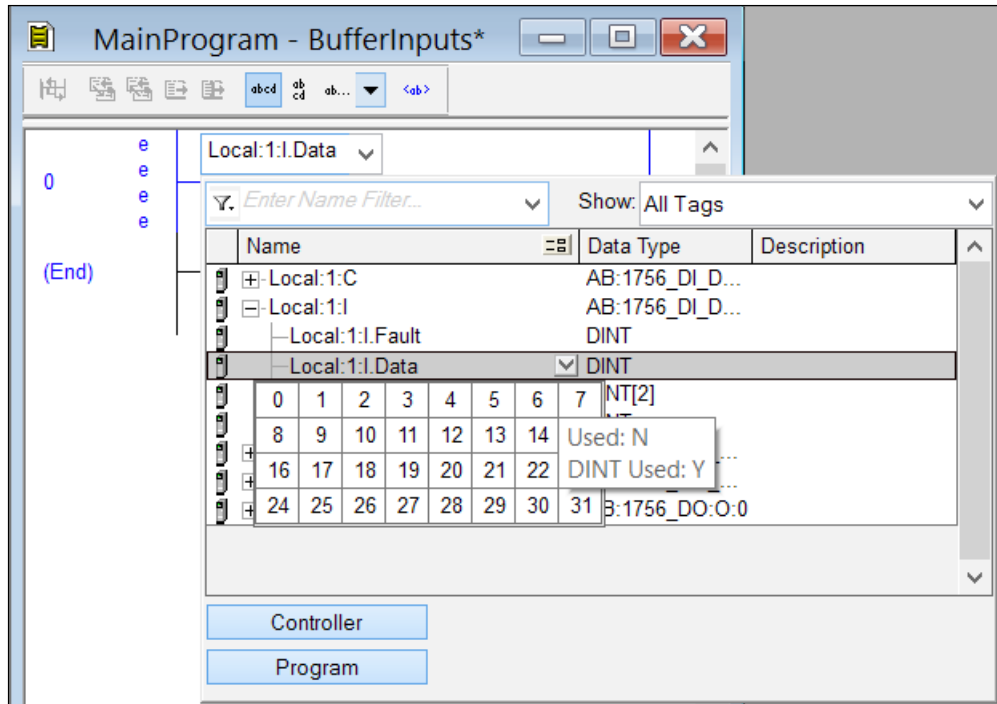 MainProgram - BufferInputs*
abcd ab cd ab... <ab>
e
Local:1:I.Data
e
0
e
Enter Name Filter...
Show: All Tags
e
Name Data Type Description
(End)
Local:1:C AB:1756_DI_D...
Local:1:I AB:1756_DI_D...
Local:1:I.Fault DINT
Local:1:I.Data DINT
0 1 2 3 4 5 6 7
NT[2]
8 9 10 11 12 13 14
Used: N
16 17 18 19 20 21 22
DINT Used: Y
24 25 26 27 28 29 30 31
B:1756_DO:O:0
Controller
Program